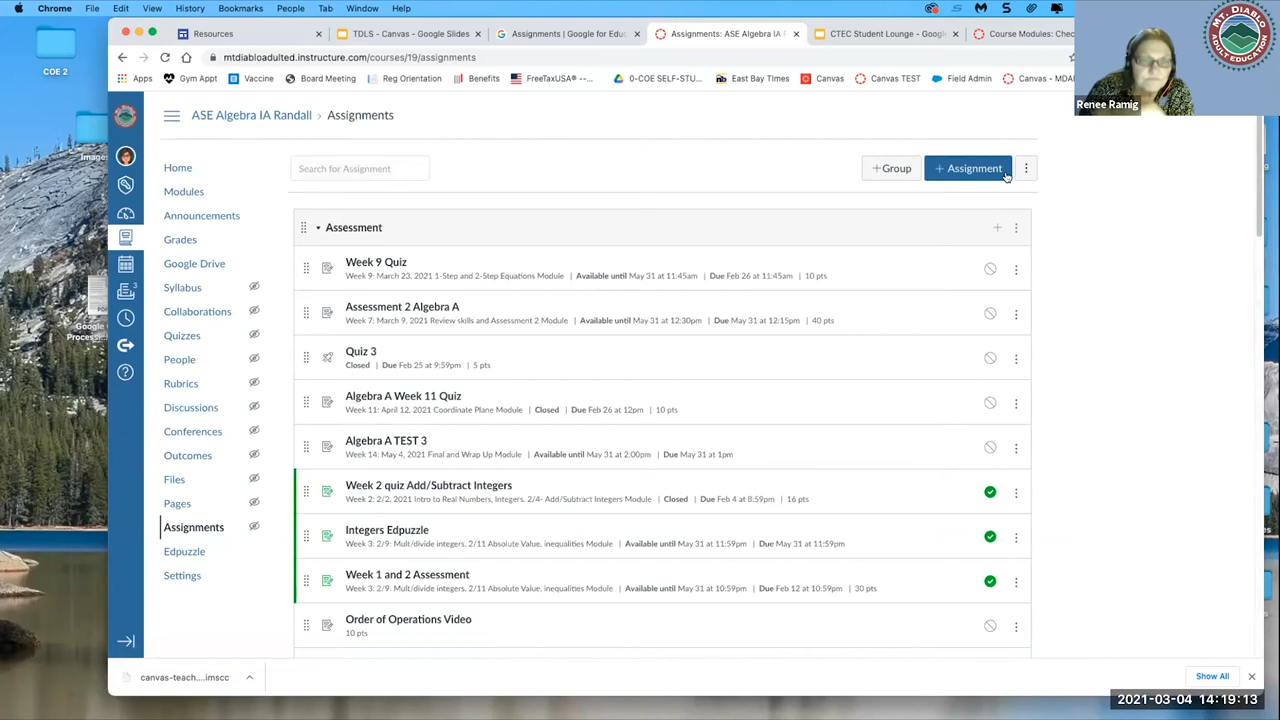 Chrome File Edit View History Bookmarks People Tab Window Help
Resources
TDLS - Canvas - Google Slides
Assignments | Google for Educ
Assignments: ASE Algebra IA R
CTEC Student Lounge - Google
Course Modules: Chec
mtdiabloadulted.instructure.com/courses/19/assignments
Apps Gym Appt Vaccine Board Meeting Reg Orientation Benefits FreeTaxUSA® --... 0-COE SELF-STU... East Bay TImes Canvas Canvas TEST Field Admin Canvas - MDAE
MT. DIABLO
ADULT EDUCATION
Renee Ramig
COE 2
ASE Algebra IA Randall › Assignments
Home
Modules
Announcements
Grades
Google Drive
Syllabus
Collaborations
Quizzes
People
Rubrics
Discussions
Conferences
Outcomes
Files
Pages
Assignments
Edpuzzle
Settings
3
Search for Assignment
+ Group
+ Assignment
Assessment
Week 9 Quiz
Week 9: March 23, 2021 1-Step and 2-Step Equations Module | Available until May 31 at 11:45am | Due Feb 26 at 11:45am | 10 pts
Assessment 2 Algebra A
Week 7: March 9, 2021 Review skills and Assessment 2 Module | Available until May 31 at 12:30pm | Due May 31 at 12:15pm | 40 pts
Quiz 3
Closed | Due Feb 25 at 9:59pm | 5 pts
Algebra A Week 11 Quiz
Week 11: April 12, 2021 Coordinate Plane Module | Closed | Due Feb 26 at 12pm | 10 pts
Algebra A TEST 3
Week 14: May 4, 2021 Final and Wrap Up Module | Available until May 31 at 2:00pm | Due May 31 at 1pm
Week 2 quiz Add/Subtract Integers
Week 2: 2/2, 2021 Intro to Real Numbers, Integers. 2/4- Add/Subtract Integers Module | Closed | Due Feb 4 at 8:59pm | 16 pts
Integers Edpuzzle
Week 3: 2/9: Mult/divide integers, 2/11 Absolute Value, inequalities Module | Available until May 31 at 11:59pm | Due May 31 at 11:59pm
Week 1 and 2 Assessment
Week 3: 2/9: Mult/divide integers, 2/11 Absolute Value, inequalities Module | Available until May 31 at 10:59pm | Due Feb 12 at 10:59pm | 30 pts
Order of Operations Video
10 pts
canvas-teach....imscc
Show All
2021-03-04 14:19:13